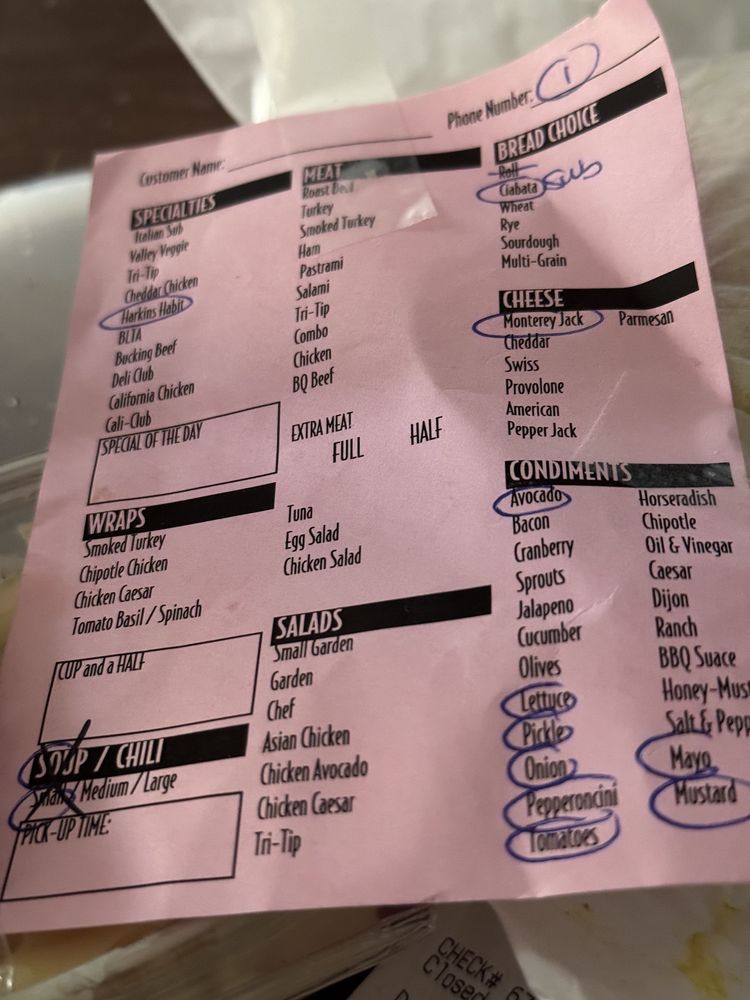 Customer Name:
Phone Number: 1
SPECIALTIES
Italian Sub
Valley Veggie
Tri-Tip
Cheddar Chicken
Harkins Habit
BLTA
Bucking Beef
Deli Club
California Chicken
Cali-Club
SPECIAL OF THE DAY
WRAPS
Smoked Turkey
Chipotle Chicken
Chicken Caesar
Tomato Basil / Spinach
CUP and a HALF
SOUP / CHILI
Small / Medium / Large
PICK-UP TIME:
MEAT
Roast Beef
Turkey
Smoked Turkey
Ham
Pastrami
Salami
Tri-Tip
Combo
Chicken
BQ Beef
EXTRA MEAT
FULL HALF
Tuna
Egg Salad
Chicken Salad
SALADS
Small Garden
Garden
Chef
Asian Chicken
Chicken Avocado
Chicken Caesar
Tri-Tip
BREAD CHOICE
Roll
Ciabata sub
Wheat
Rye
Sourdough
Multi-Grain
CHEESE
Monterey Jack Parmesan
Cheddar
Swiss
Provolone
American
Pepper Jack
CONDIMENTS
Avocado
Bacon
Cranberry
Sprouts
Jalapeno
Cucumber
Olives
Lettuce
Pickle
Onion
Pepperoncini
Tomatoes
Horseradish
Chipotle
Oil & Vinegar
Caesar
Dijon
Ranch
BBQ Suace
Honey-Must
Salt & Pepp
Mayo
Mustard
CHECK# 67
Closed